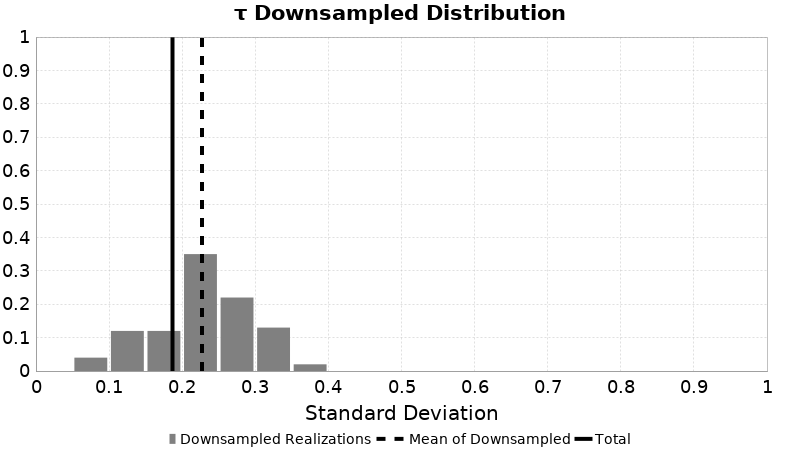 τ Downsampled Distribution
1
0.9
0.8
0.7
0.6
0.5
0.4
0.3
0.2
0.1
0
0 0.1 0.2 0.3 0.4 0.5 0.6 0.7 0.8 0.9 1
Standard Deviation
Downsampled Realizations Mean of Downsampled Total